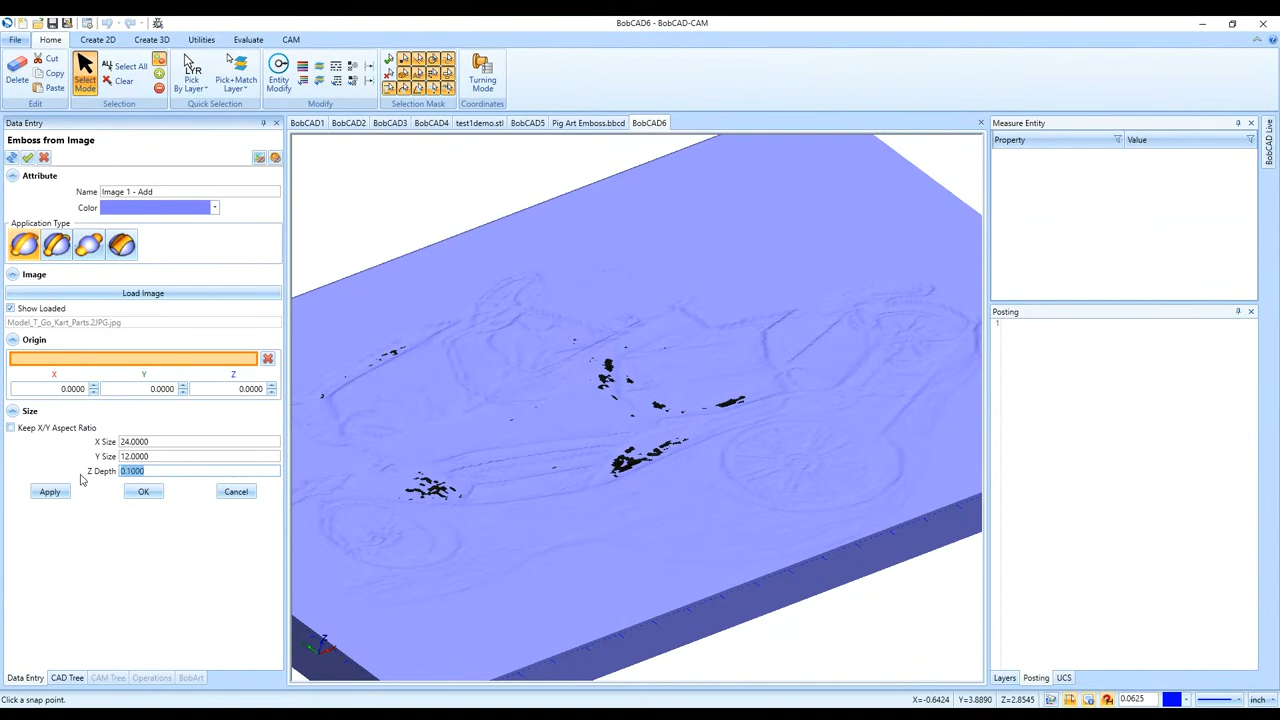 BobCAD6 - BobCAD-CAM
File Home Create 2D Create 3D Utilities Evaluate CAM
Delete
Cut
Copy
Paste
Edit
Select Mode
Select All
Clear
Selection
LYR
Pick By Layer
Pick+Match Layer
Quick Selection
Entity Modify
Modify
Selection Mask
Turning Mode
Coordinates
Data Entry
BobCAD1 BobCAD2 BobCAD3 BobCAD4 test1demo.stl BobCAD5 Pig Art Emboss.bbcd BobCAD6
Measure Entity
BobCAD Live
Property Value
Emboss from Image
Attribute
Name Image 1 - Add
Color
Application Type
Image
Load Image
Show Loaded
Model_T_Go_Kart_Parts.2JPG.jpg
Origin
X Y Z
0.0000 0.0000 0.0000
Size
Keep X/Y Aspect Ratio
X Size 24.0000
Y Size 12.0000
Z Depth 0.1000
Apply OK Cancel
Posting
1
Z
Data Entry CAD Tree CAM Tree Operations BobArt
Layers Posting UCS
Click a snap point.
X=-0.6424 Y=3.8890 Z=2.8545
0.0625
inch